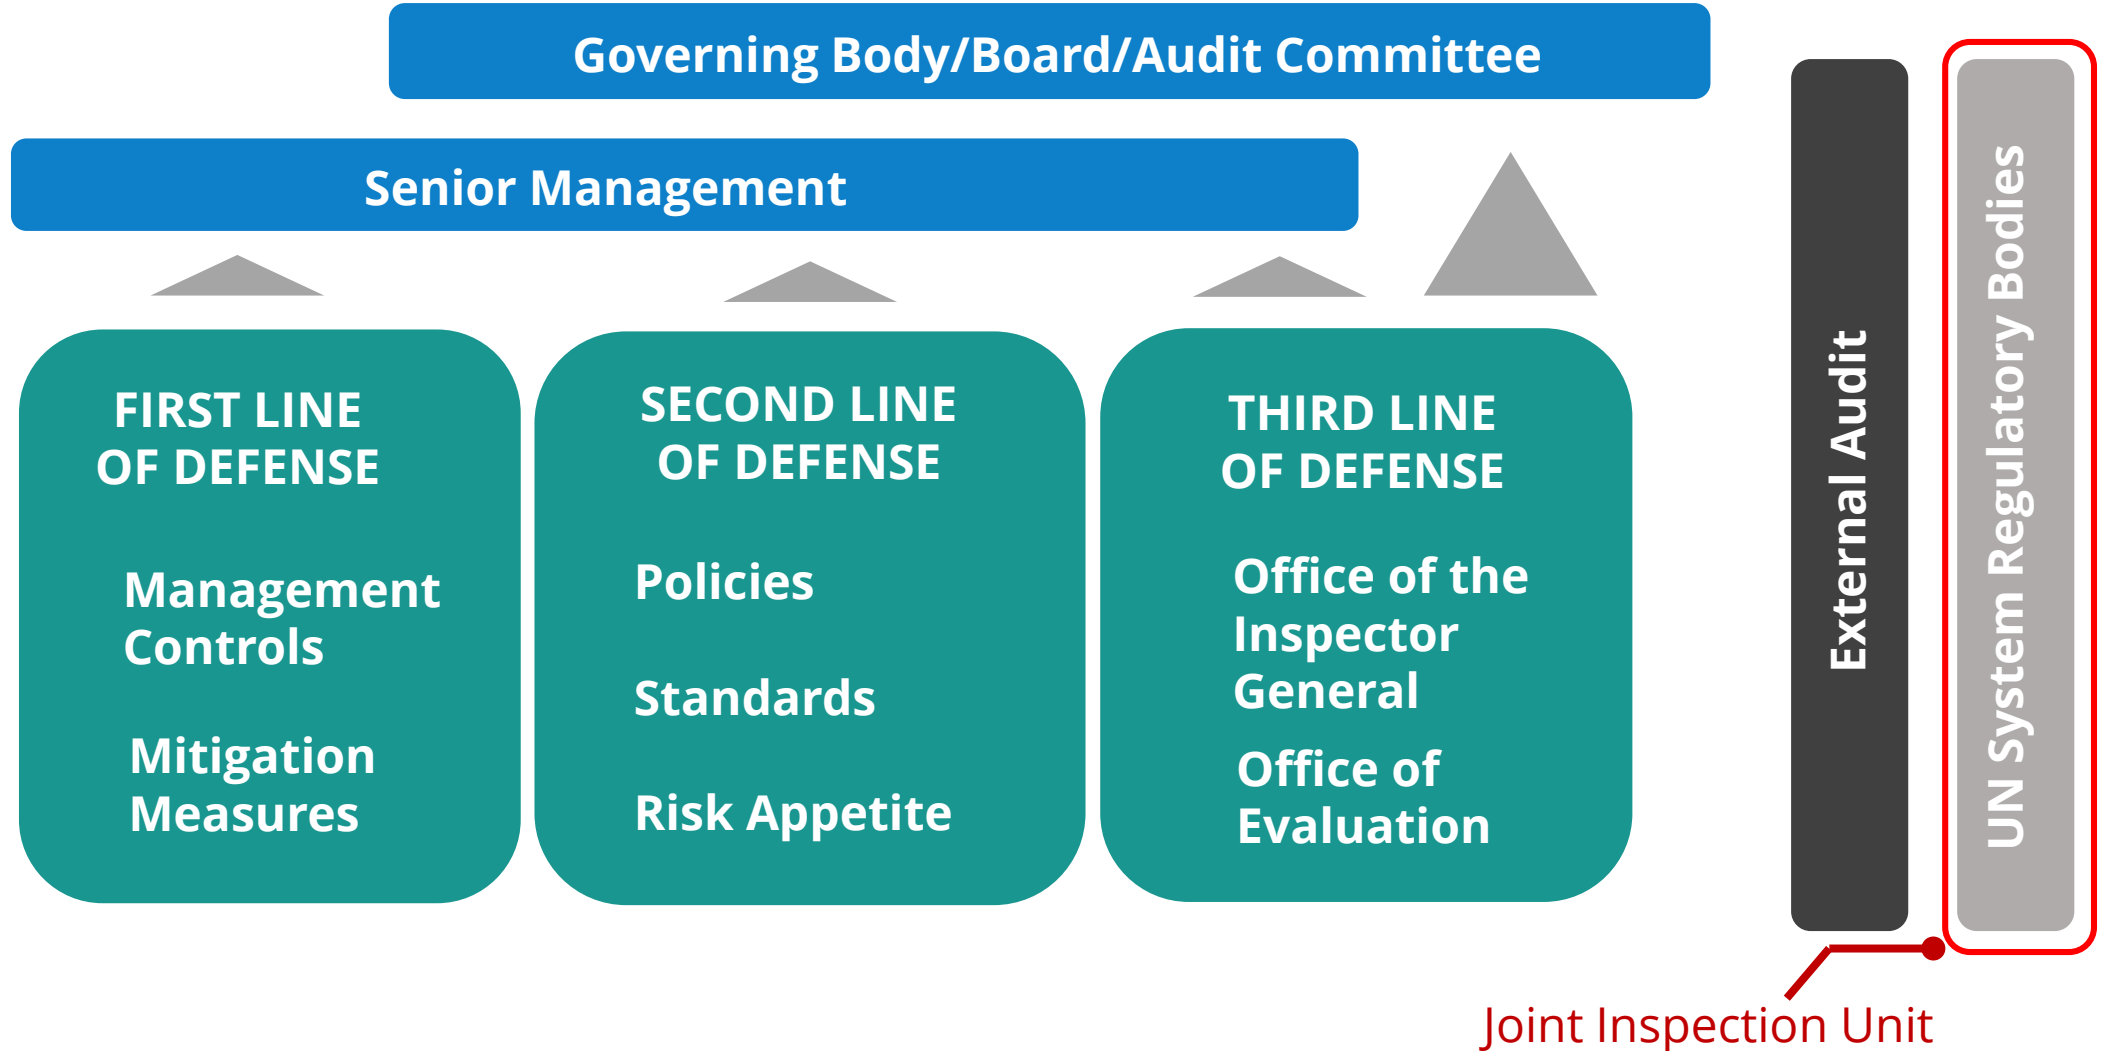 Governing Body/Board/Audit Committee
Senior Management
FIRST LINE
OF DEFENSE
Management
Controls
Mitigation
Measures
SECOND LINE
OF DEFENSE
Policies
Standards
Risk Appetite
THIRD LINE
OF DEFENSE
Office of the
Inspector
General
Office of
Evaluation
External Audit
UN System Regulatory Bodies
Joint Inspection Unit